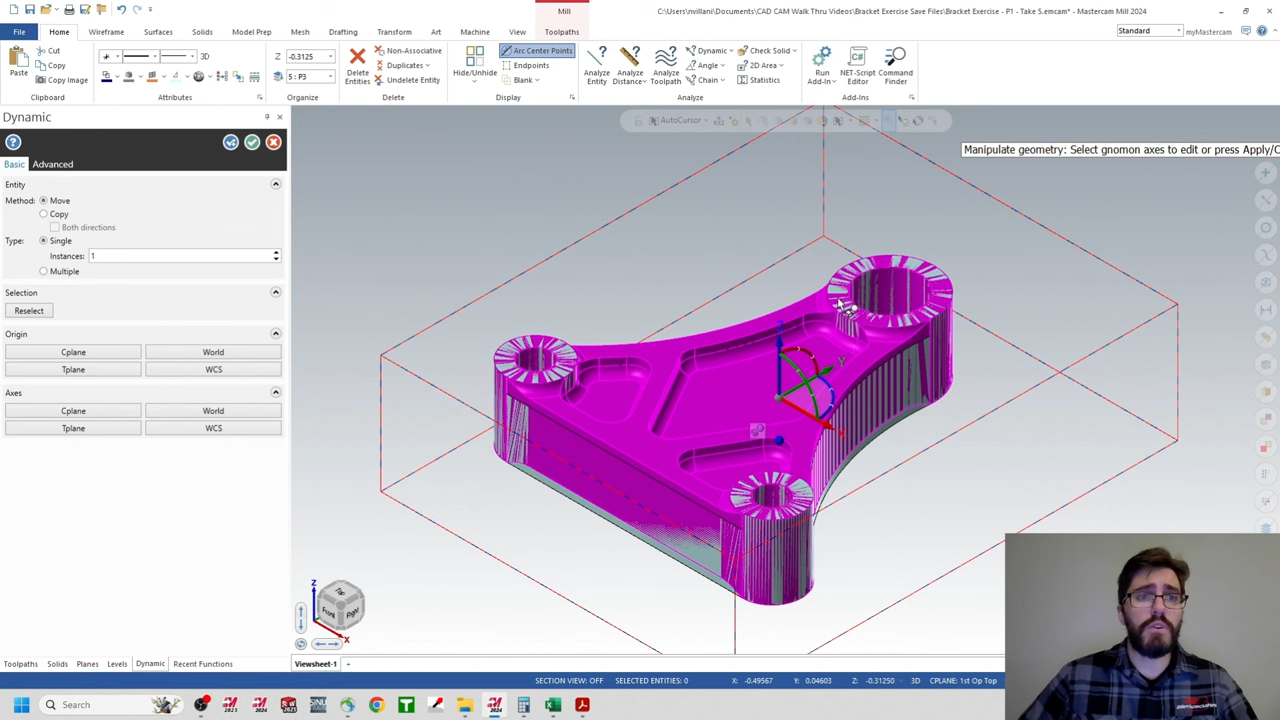 Mill
C:\Users\nvillani\Documents\CAD CAM Walk Thru Videos\Bracket Exercise Save Files\Bracket Exercise - P1 - Take 5.emcam* - Mastercam Mill 2024
File Home Wireframe Surfaces Solids Model Prep Mesh Drafting Transform Art Machine View Toolpaths
Standard myMastercam
Paste
Cut
Copy
Copy Image
Clipboard
3D
Attributes
Z -0.3125
5 : P3
Organize
Delete Entities
Non-Associative
Duplicates
Undelete Entity
Delete
Hide/Unhide
Arc Center Points
Endpoints
Blank
Display
Analyze Entity
Analyze Distance
Analyze Toolpath
Dynamic
Angle
Chain
Check Solid
2D Area
Statistics
Analyze
Run Add-In
NET-Script Editor
Command Finder
Add-Ins
Dynamic
Basic Advanced
Entity
Method: Move
Copy
Both directions
Type: Single
Instances: 1
Multiple
Selection
Reselect
Origin
Cplane World
Tplane WCS
Axes
Cplane World
Tplane WCS
AutoCursor
Manipulate geometry: Select gnomon axes to edit or press Apply/C
Z
Y
X
Z
Top
Front
Right
X
Toolpaths Solids Planes Levels Dynamic Recent Functions
Viewsheet-1 +
SECTION VIEW: OFF SELECTED ENTITIES: 0 X: -0.49567 Y: 0.04603 Z: -0.31250 3D CPLANE: 1st Op Top
Search
2023
2024
2024